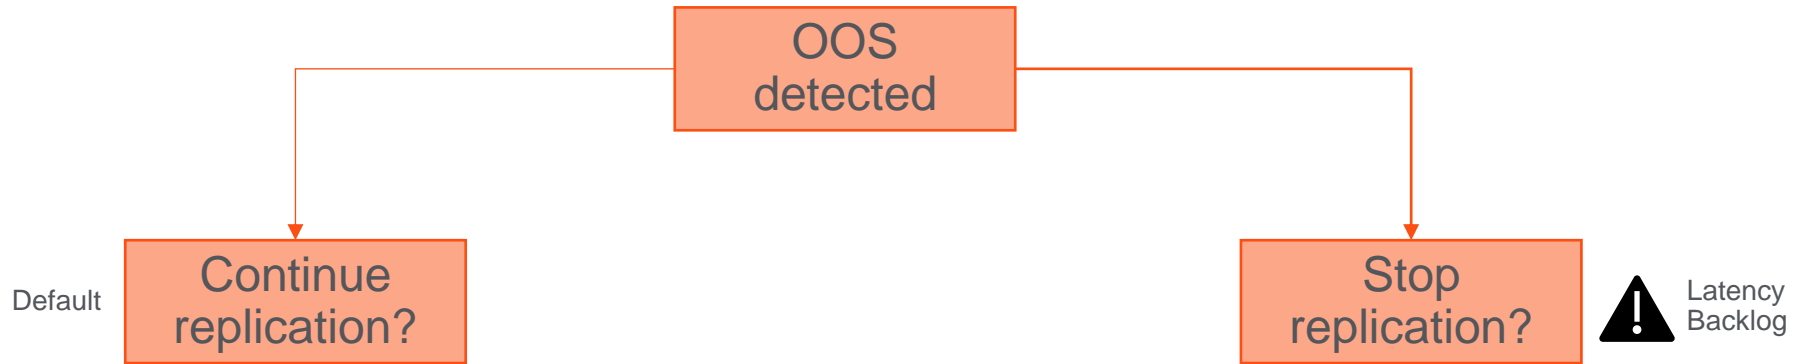 OOS
detected
Default
Continue
replication?
Stop
replication?
Latency
Backlog